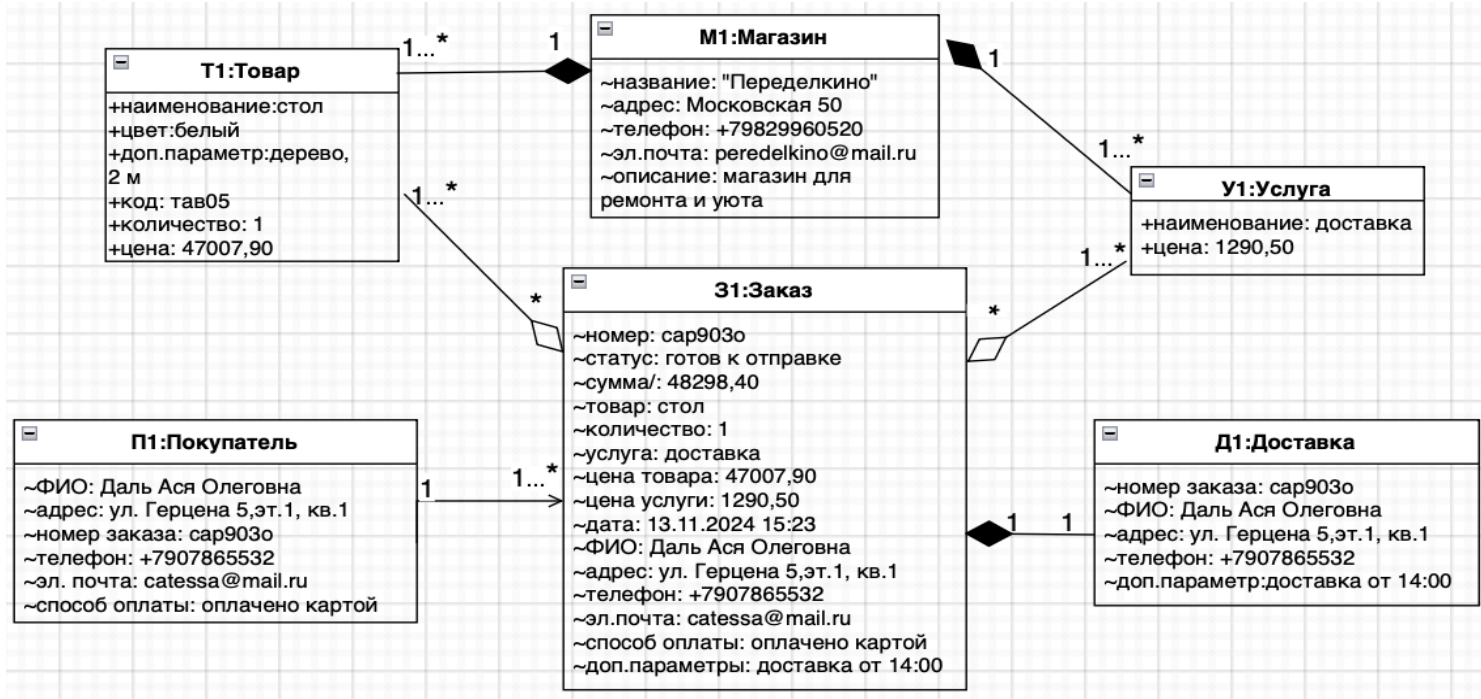 Т1:Товар
+наименование:стол
+цвет:белый
+доп.параметр:дерево,
2 м
+код: тав05
+количество: 1
+цена: 47007,90
1...*
1
М1:Магазин
~название: "Переделкино"
~адрес: Московская 50
~телефон: +79829960520
~эл.почта: peredelkino@mail.ru
~описание: магазин для
ремонта и уюта
1
1...*
У1:Услуга
+наименование: доставка
+цена: 1290,50
1...*
*
1...*
*
З1:Заказ
~номер: сар903о
~статус: готов к отправке
~сумма/: 48298,40
~товар: стол
~количество: 1
~услуга: доставка
~цена товара: 47007,90
~цена услуги: 1290,50
~дата: 13.11.2024 15:23
~ФИО: Даль Ася Олеговна
~адрес: ул. Герцена 5,эт.1, кв.1
~телефон: +7907865532
~эл.почта: catessa@mail.ru
~способ оплаты: оплачено картой
~доп.параметры: доставка от 14:00
П1:Покупатель
~ФИО: Даль Ася Олеговна
~адрес: ул. Герцена 5,эт.1, кв.1
~номер заказа: сар903о
~телефон: +7907865532
~эл. почта: catessa@mail.ru
~способ оплаты: оплачено картой
1
1...*
1
1
Д1:Доставка
~номер заказа: сар903о
~ФИО: Даль Ася Олеговна
~адрес: ул. Герцена 5,эт.1, кв.1
~телефон: +7907865532
~доп.параметр:доставка от 14:00